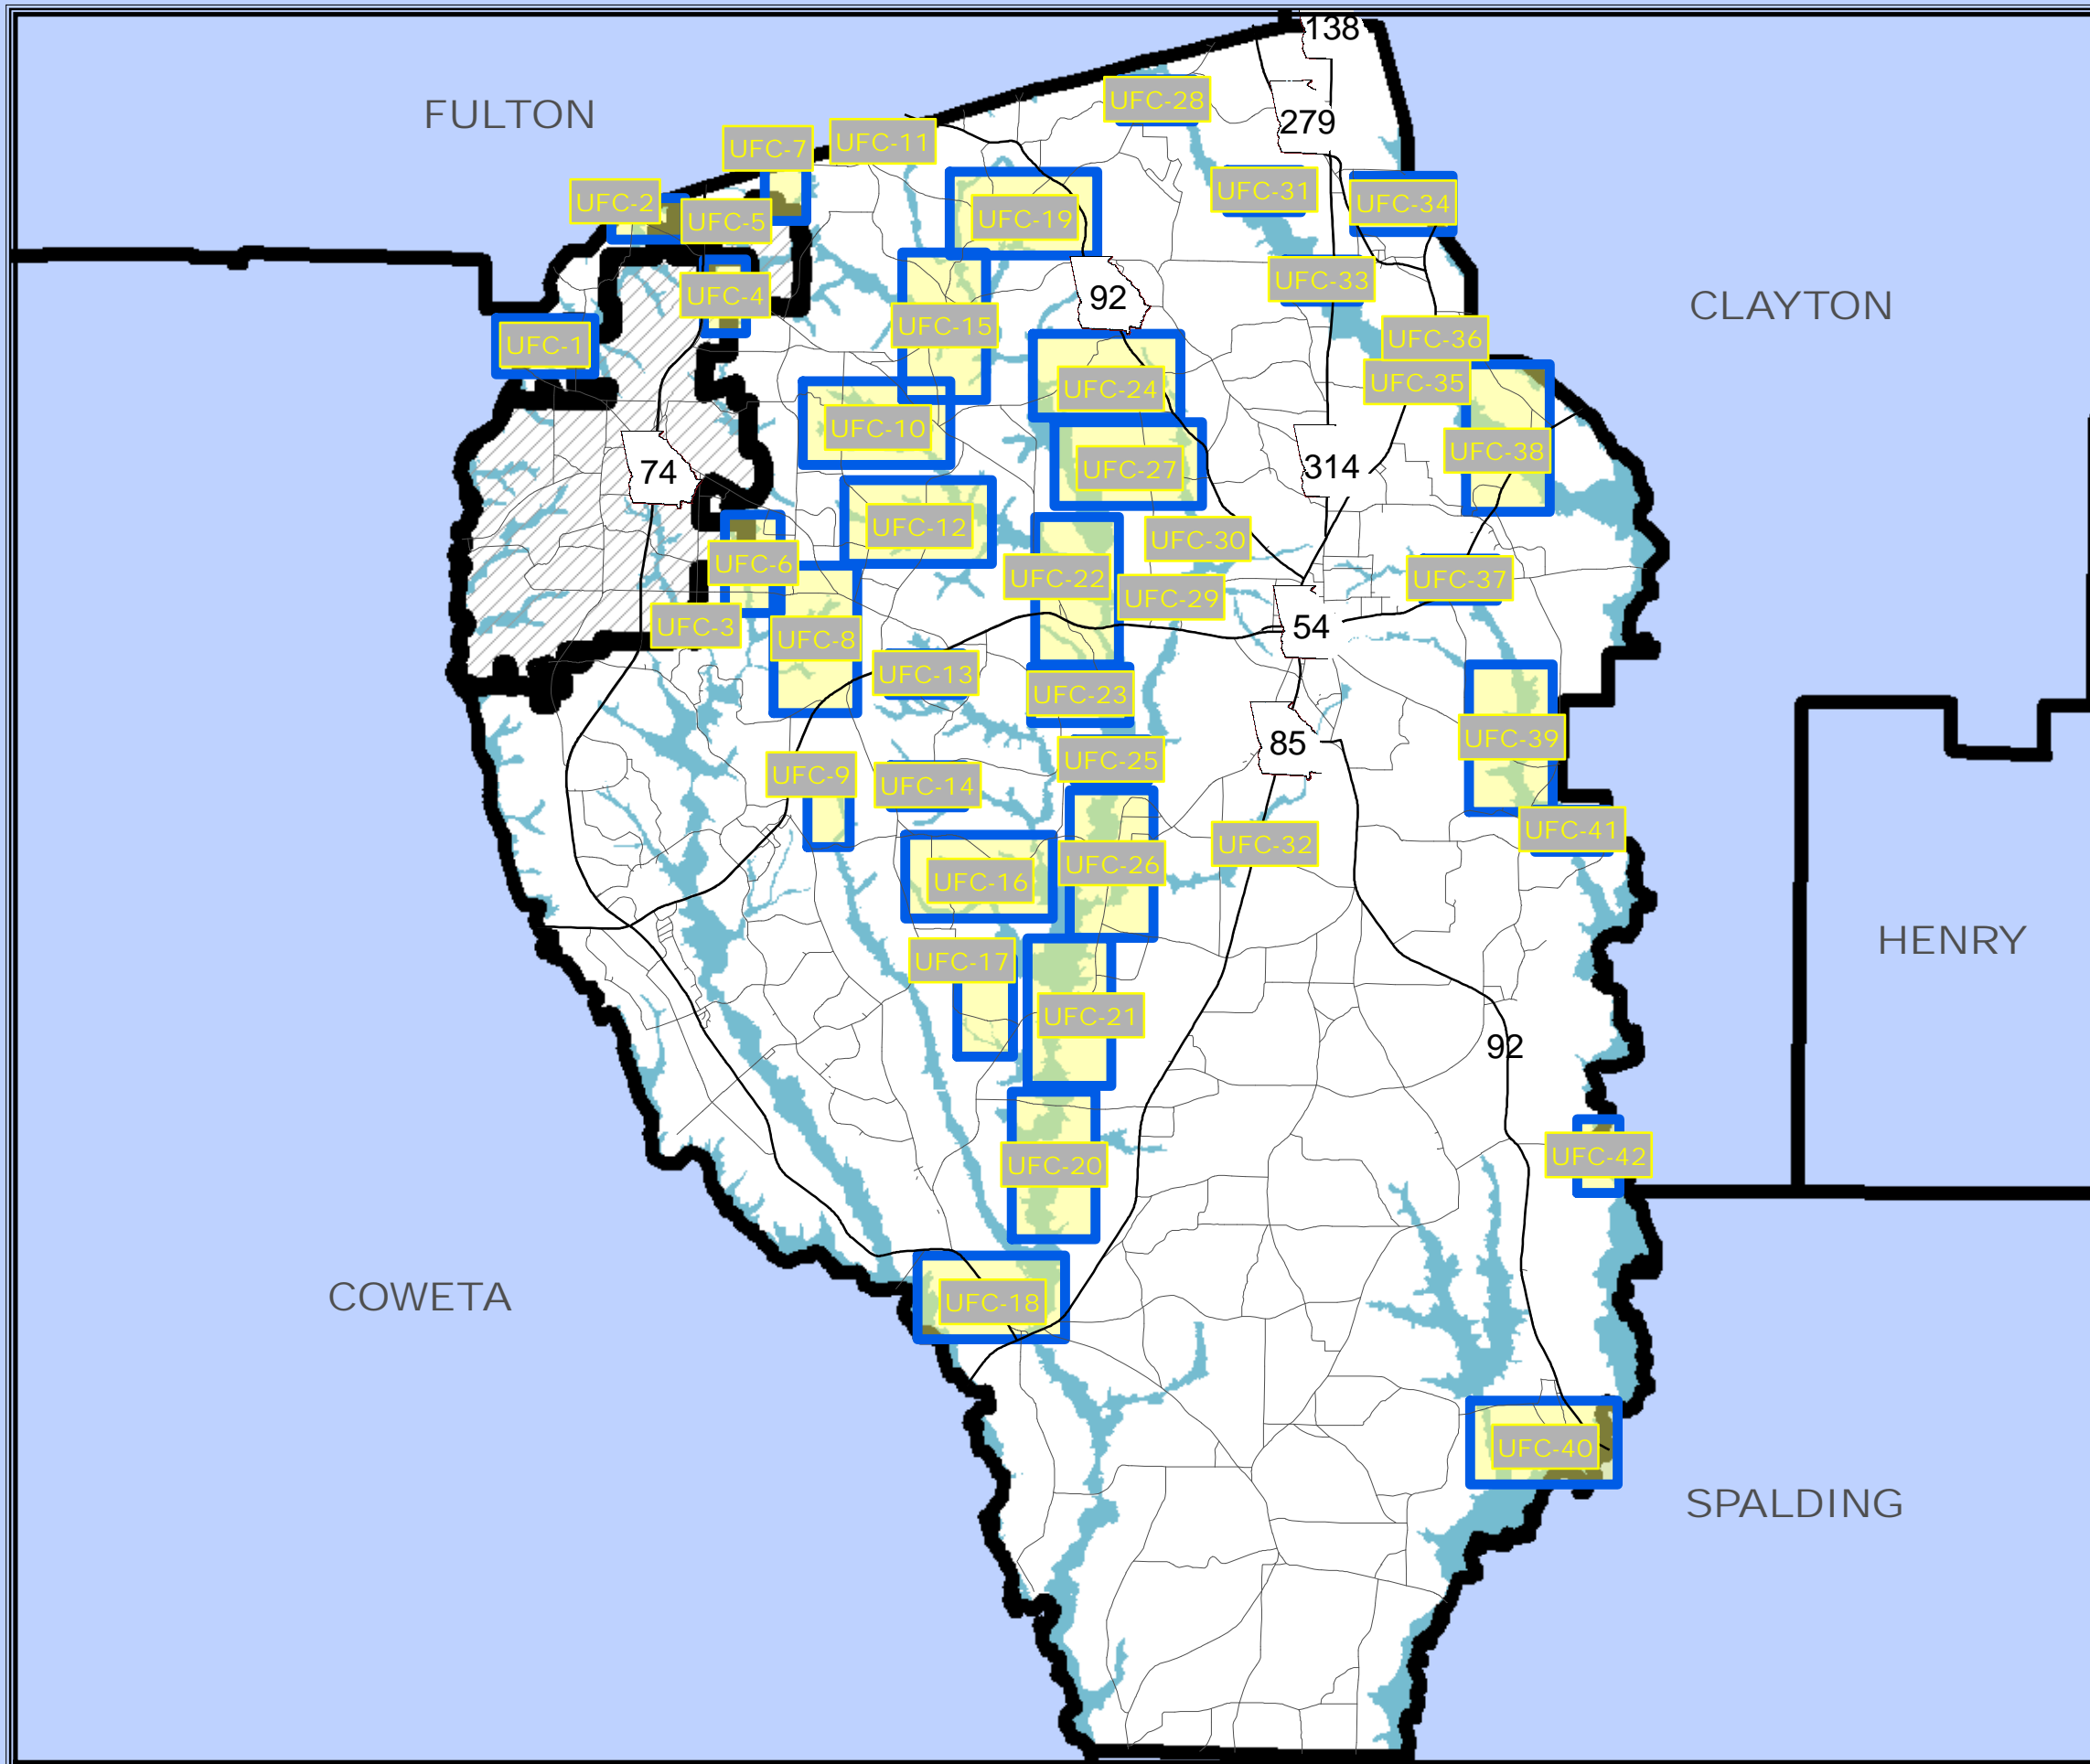 138
UFC-28
FULTON
279
UFC-11
UFC-7
UFC-31
UFC-2
UFC-34
UFC-5
UFC-19
UFC-33
UFC-4
92
CLAYTON
UFC-15
UFC-36
UFC-1
UFC-35
UFC-24
UFC-10
UFC-38
314
UFC-27
74
UFC-12
UFC-30
UFC-6
UFC-22
UFC-37
UFC-29
UFC-3
54
UFC-8
UFC-13
UFC-23
UFC-39
85
UFC-25
UFC-9
UFC-14
UFC-41
UFC-32
UFC-26
UFC-16
HENRY
UFC-17
UFC-21
92
UFC-42
UFC-20
COWETA
UFC-18
UFC-40
SPALDING